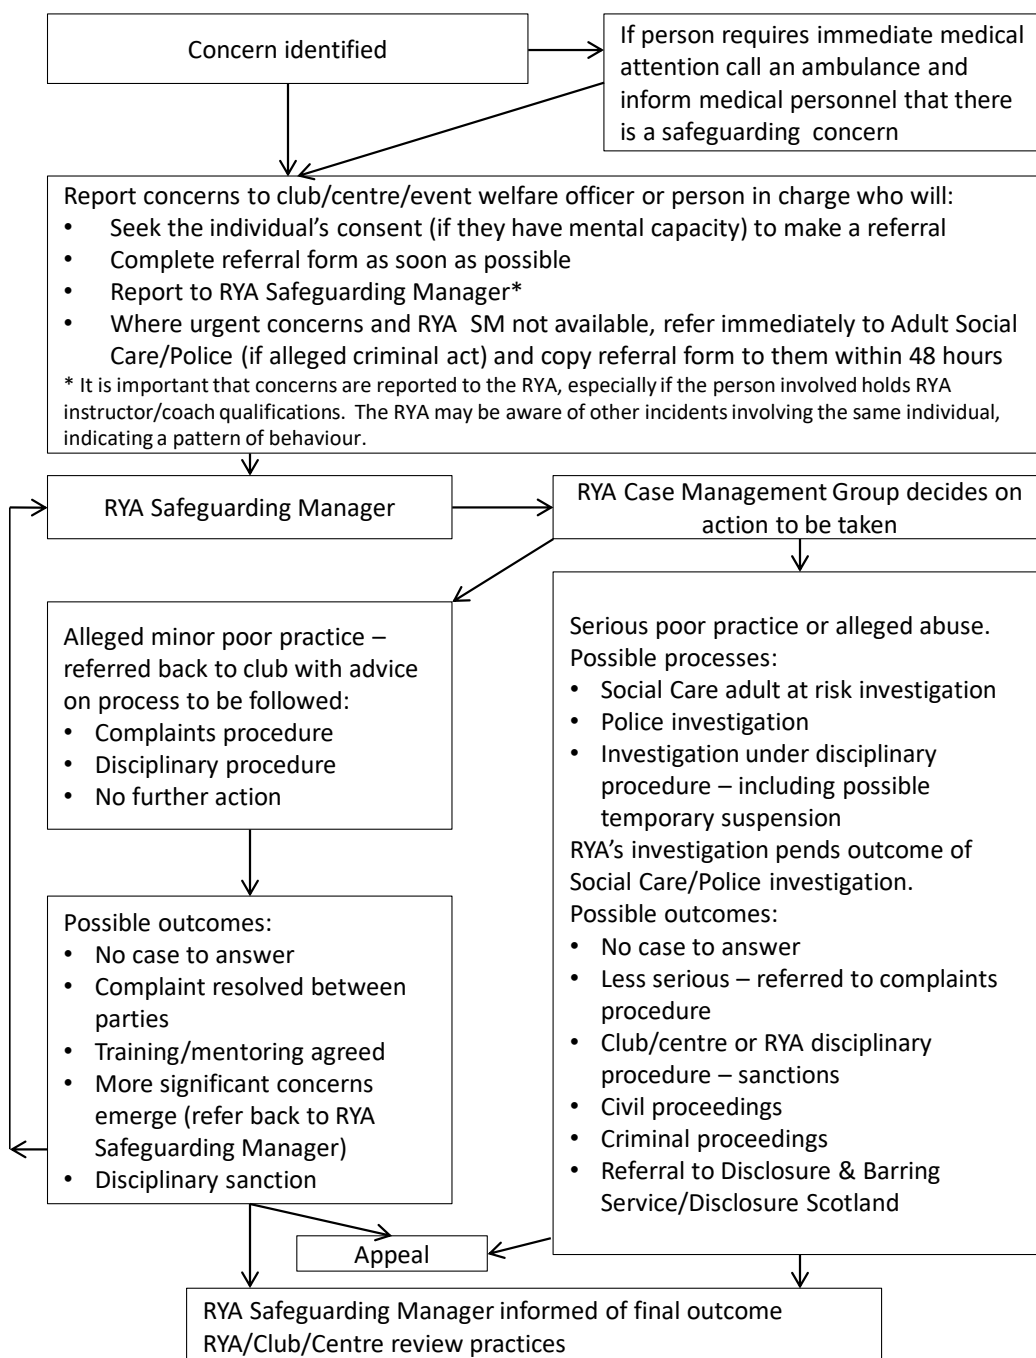 Concern identified
If person requires immediate medical
attention call an ambulance and
inform medical personnel that there
is a safeguarding concern
Report concerns to club/centre/event welfare officer or person in charge who will:
• Seek the individual's consent (if they have mental capacity) to make a referral
• Complete referral form as soon as possible
• Report to RYA Safeguarding Manager*
• Where urgent concerns and RYA SM not available, refer immediately to Adult Social
Care/Police (if alleged criminal act) and copy referral form to them within 48 hours
* It is important that concerns are reported to the RYA, especially if the person involved holds RYA
instructor/coach qualifications. The RYA may be aware of other incidents involving the same individual,
indicating a pattern of behaviour.
RYA Safeguarding Manager
RYA Case Management Group decides on
action to be taken
Alleged minor poor practice –
referred back to club with advice
on process to be followed:
• Complaints procedure
• Disciplinary procedure
• No further action
Serious poor practice or alleged abuse.
Possible processes:
• Social Care adult at risk investigation
• Police investigation
• Investigation under disciplinary
procedure – including possible
temporary suspension
RYA's investigation pends outcome of
Social Care/Police investigation.
Possible outcomes:
• No case to answer
• Less serious – referred to complaints
procedure
• Club/centre or RYA disciplinary
procedure – sanctions
• Civil proceedings
• Criminal proceedings
• Referral to Disclosure & Barring
Service/Disclosure Scotland
Possible outcomes:
• No case to answer
• Complaint resolved between
parties
• Training/mentoring agreed
• More significant concerns
emerge (refer back to RYA
Safeguarding Manager)
• Disciplinary sanction
Appeal
RYA Safeguarding Manager informed of final outcome
RYA/Club/Centre review practices